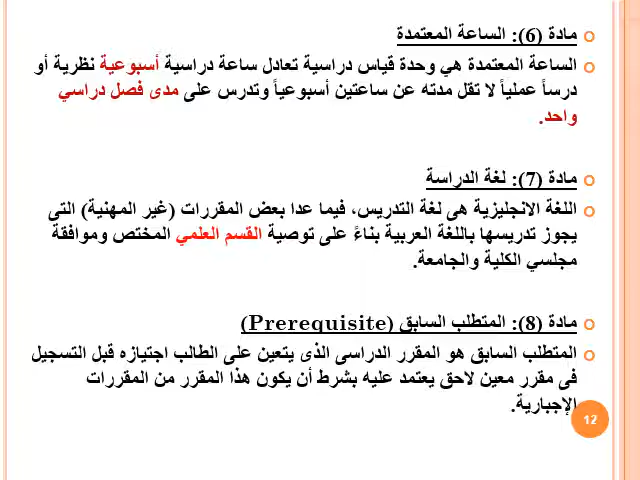 مادة (6): الساعة المعتمدة
الساعة المعتمدة هي وحدة قياس دراسية تعادل ساعة دراسية أسبوعية نظرية أو
درساً عملياً لا تقل مدته عن ساعتين أسبوعياً وتدرس على مدى فصل دراسي
واحد.
مادة (7): لغة الدراسة
اللغة الانجليزية هى لغة التدريس، فيما عدا بعض المقررات (غير المهنية) التى
يجوز تدريسها باللغة العربية بناءً على توصية القسم العلمي المختص وموافقة
مجلسي الكلية والجامعة.
مادة (8): المتطلب السابق (Prerequisite)
المتطلب السابق هو المقرر الدراسى الذى يتعين على الطالب اجتيازه قبل التسجيل
فى مقرر معين لاحق يعتمد عليه بشرط أن يكون هذا المقرر من المقررات
الإجبارية.
12